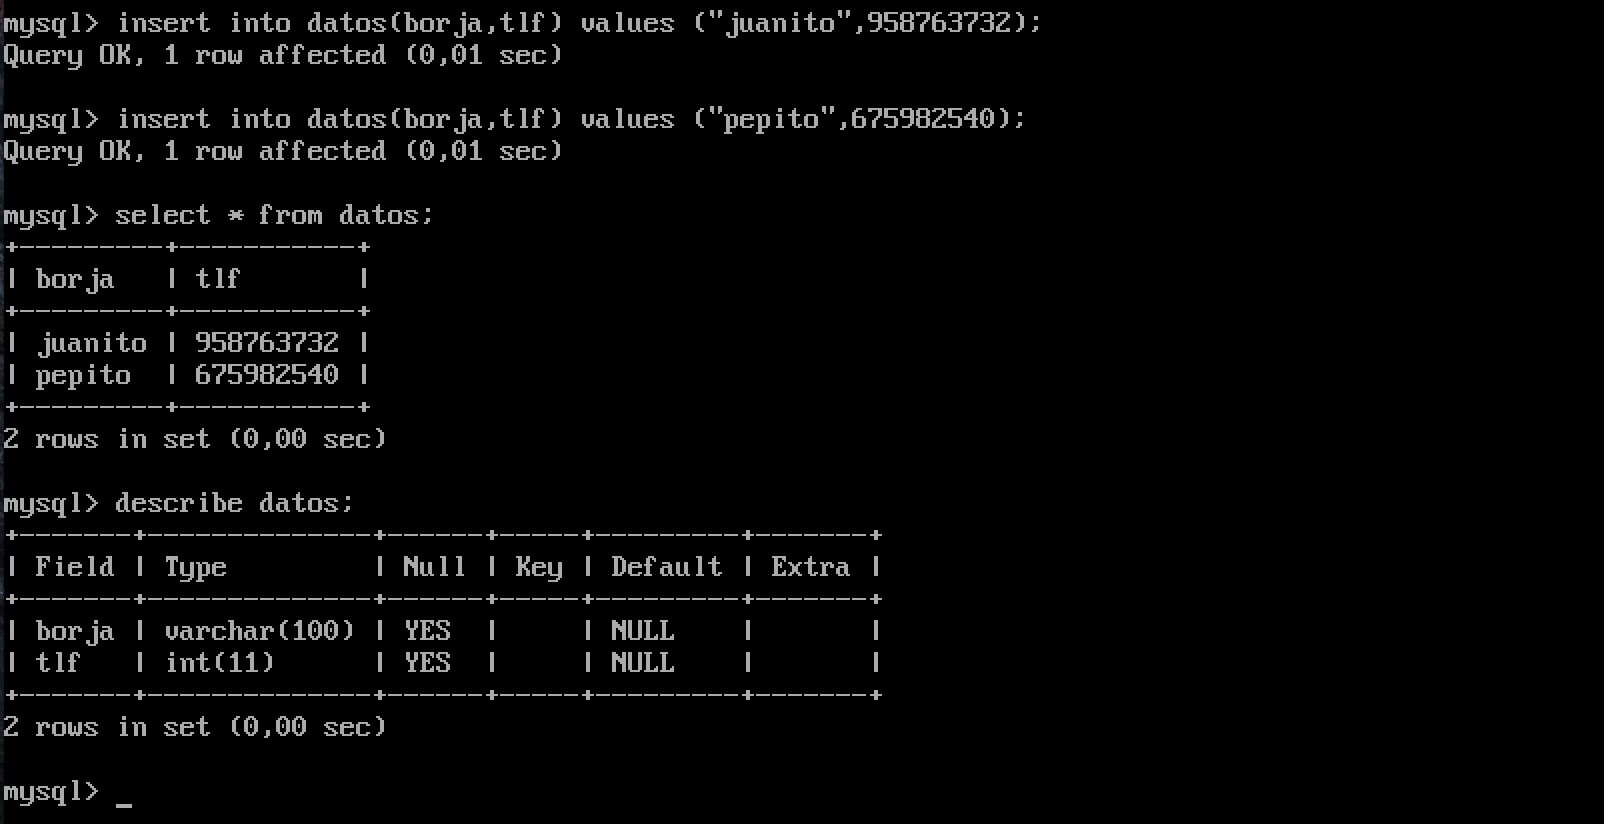 mysql> insert into datos(borja,tlf) values ("juanito",958763732);
Query OK, 1 row affected (0,01 sec)
mysql> insert into datos(borja,tlf) values ("pepito",675982540);
Query OK, 1 row affected (0,01 sec)
mysql> select * from datos;
+---------+-----------+
| borja   | tlf       |
+---------+-----------+
| juanito | 958763732 |
| pepito  | 675982540 |
+---------+-----------+
2 rows in set (0,00 sec)
mysql> describe datos;
+-------+--------------+------+-----+---------+-------+
| Field | Type         | Null | Key | Default | Extra |
+-------+--------------+------+-----+---------+-------+
| borja | varchar(100) | YES  |     | NULL    |       |
| tlf   | int(11)      | YES  |     | NULL    |       |
+-------+--------------+------+-----+---------+-------+
2 rows in set (0,00 sec)
mysql> _